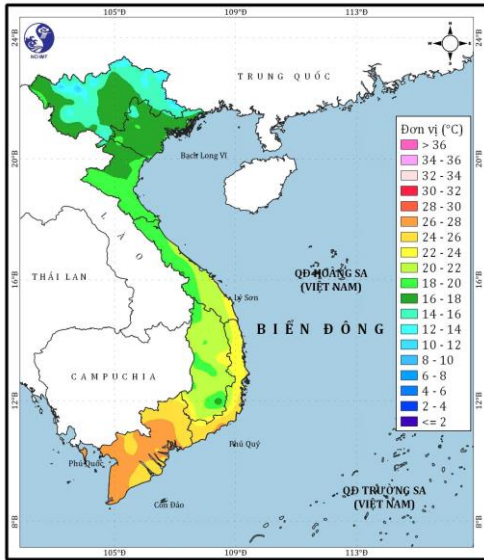 105°Đ
109°Đ
113°Đ
24°B
24°B
NCHMF
TRUNG QUỐC
Đơn vị (°C)
> 36
34 - 36
32 - 34
30 - 32
28 - 30
26 - 28
24 - 26
22 - 24
20 - 22
18 - 20
16 - 18
14 - 16
12 - 14
10 - 12
8 - 10
6 - 8
4 - 6
2 - 4
<= 2
20°B
20°B
Bạch Long Vĩ
LÀO
THÁI LAN
QĐ HOÀNG SA
(VIỆT NAM)
16°B
16°B
Lý Sơn
BIỂN ĐÔNG
CAMPUCHIA
12°B
12°B
Phú Quốc
Phú Quý
Côn Đảo
QĐ TRƯỜNG SA
(VIỆT NAM)
8°B
8°B
105°Đ
109°Đ
113°Đ